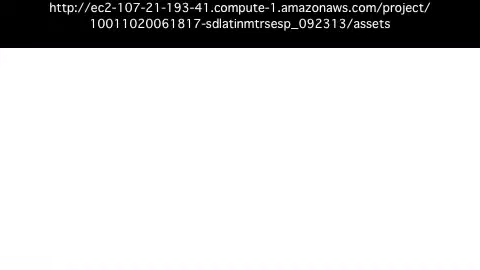 http://ec2-107-21-193-41.compute-1.amazonaws.com/project/
10011020061817-sdlatinmtrsesp_092313/assets